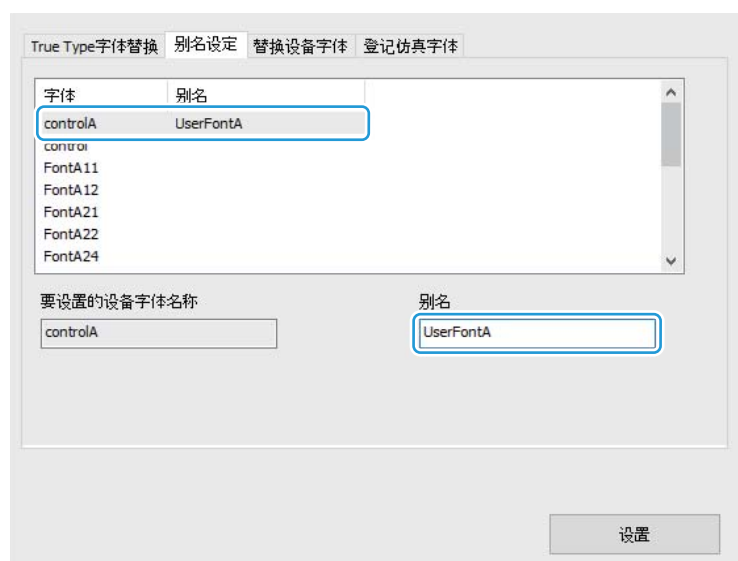 True Type字体替换 别名设定 替换设备字体 登记仿真字体
字体 别名
controlA UserFontA
control
FontA11
FontA12
FontA21
FontA22
FontA24
要设置的设备字体名称 别名
controlA UserFontA
设置